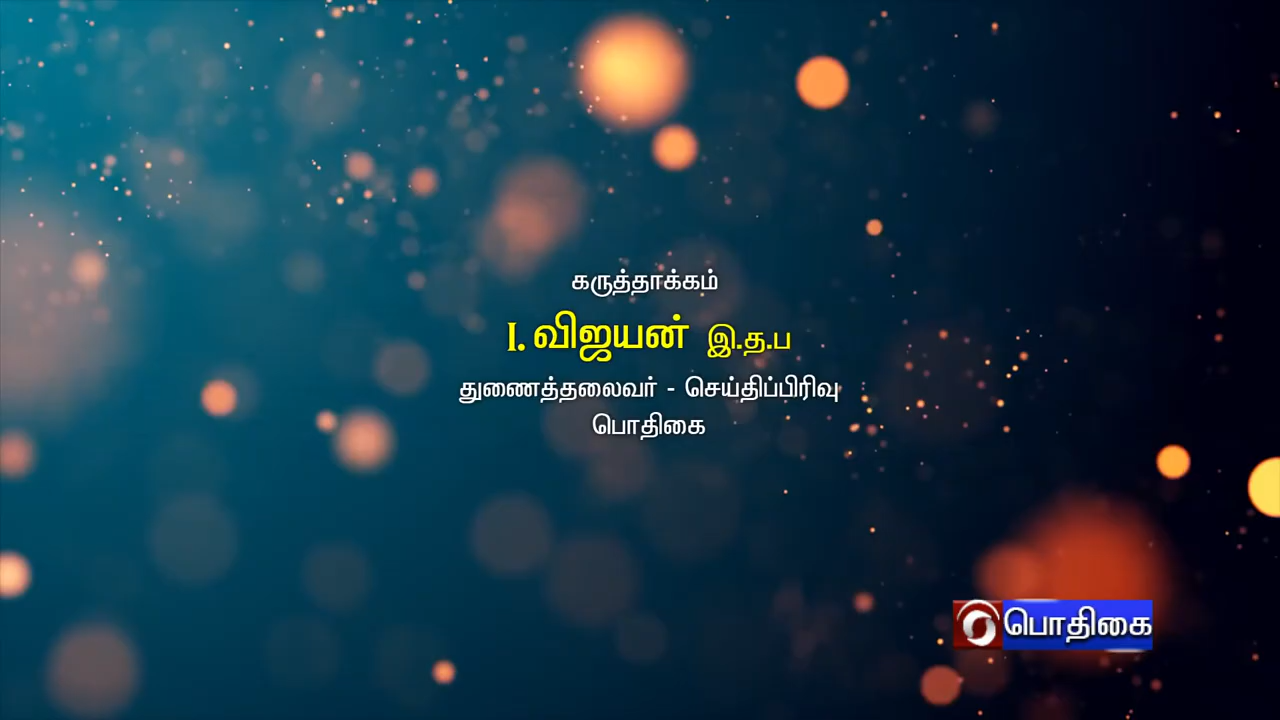 கருத்தாக்கம்
I. விஜயன் இ.த.ப
துணைத்தலைவர் - செய்திப்பிரிவு
பொதிகை
பொதிகை